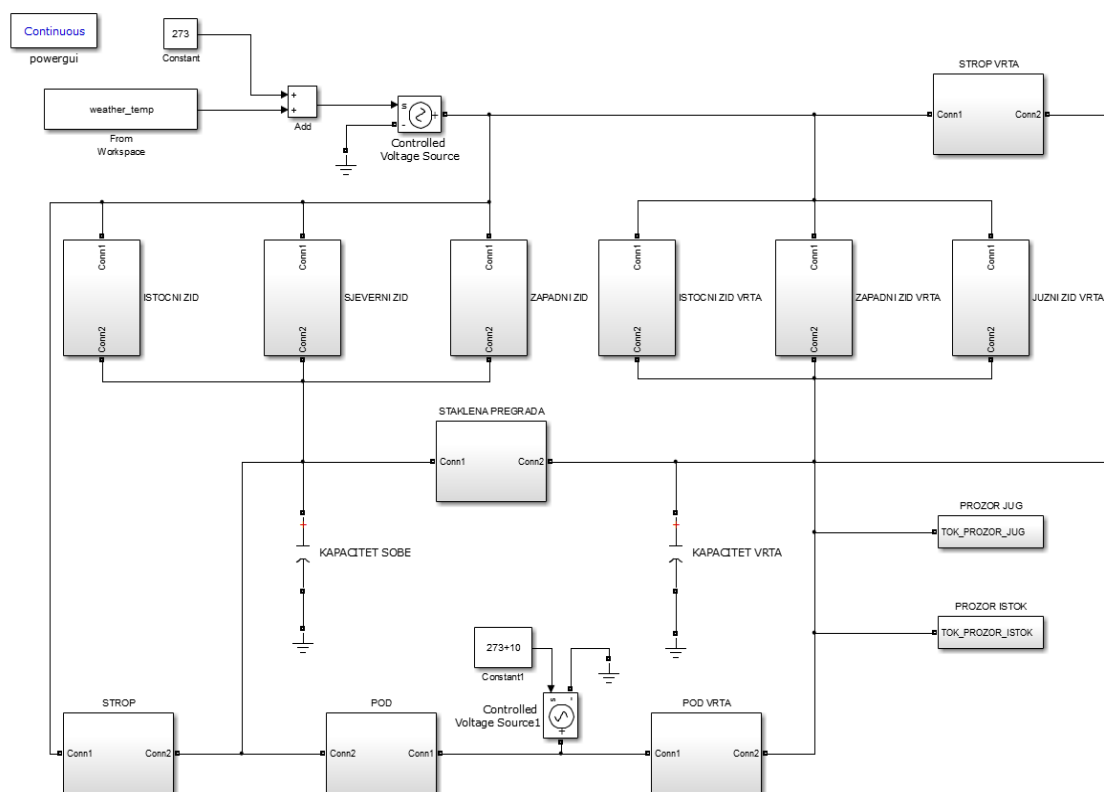 Continuous
powergui
273
Constant
weather_temp
From
Workspace
+
+
Add
s
-
+
Controlled
Voltage Source
STROP VRTA
Conn1
Conn2
Conn1
Conn2
ISTOCNI ZID
Conn1
Conn2
SJEVERNI ZID
Conn1
Conn2
ZAPADNI ZID
Conn1
Conn2
ISTOCNI ZID VRTA
Conn1
Conn2
ZAPADNI ZID VRTA
Conn1
Conn2
JUZNI ZID VRTA
STAKLENA PREGRADA
Conn1
Conn2
+
KAPACITET SOBE
+
KAPACITET VRTA
PROZOR JUG
TOK_PROZOR_JUG
PROZOR ISTOK
TOK_PROZOR_ISTOK
273+10
Constant1
s
-
+
Controlled
Voltage Source1
STROP
Conn1
Conn2
POD
Conn2
Conn1
POD VRTA
Conn1
Conn2